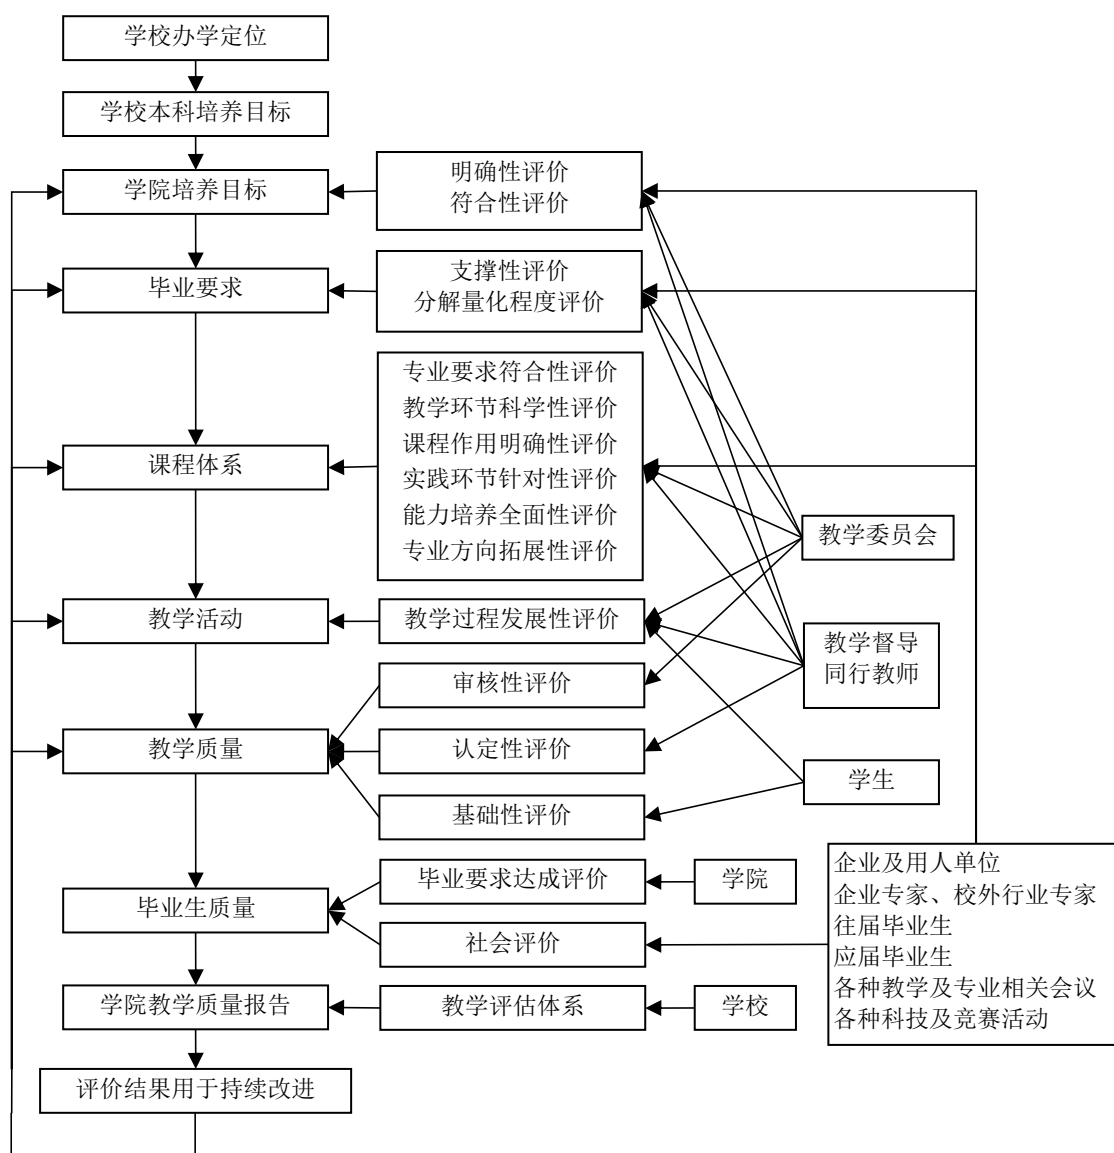 学校办学定位
学校本科培养目标
学院培养目标
明确性评价
符合性评价
毕业要求
支撑性评价
分解量化程度评价
课程体系
专业要求符合性评价
教学环节科学性评价
课程作用明确性评价
实践环节针对性评价
能力培养全面性评价
专业方向拓展性评价
教学委员会
教学活动
教学过程发展性评价
教学督导
同行教师
审核性评价
教学质量
认定性评价
学生
基础性评价
毕业生质量
毕业要求达成评价
学院
社会评价
企业及用人单位
企业专家、校外行业专家
往届毕业生
应届毕业生
各种教学及专业相关会议
各种科技及竞赛活动
学院教学质量报告
教学评估体系
学校
评价结果用于持续改进